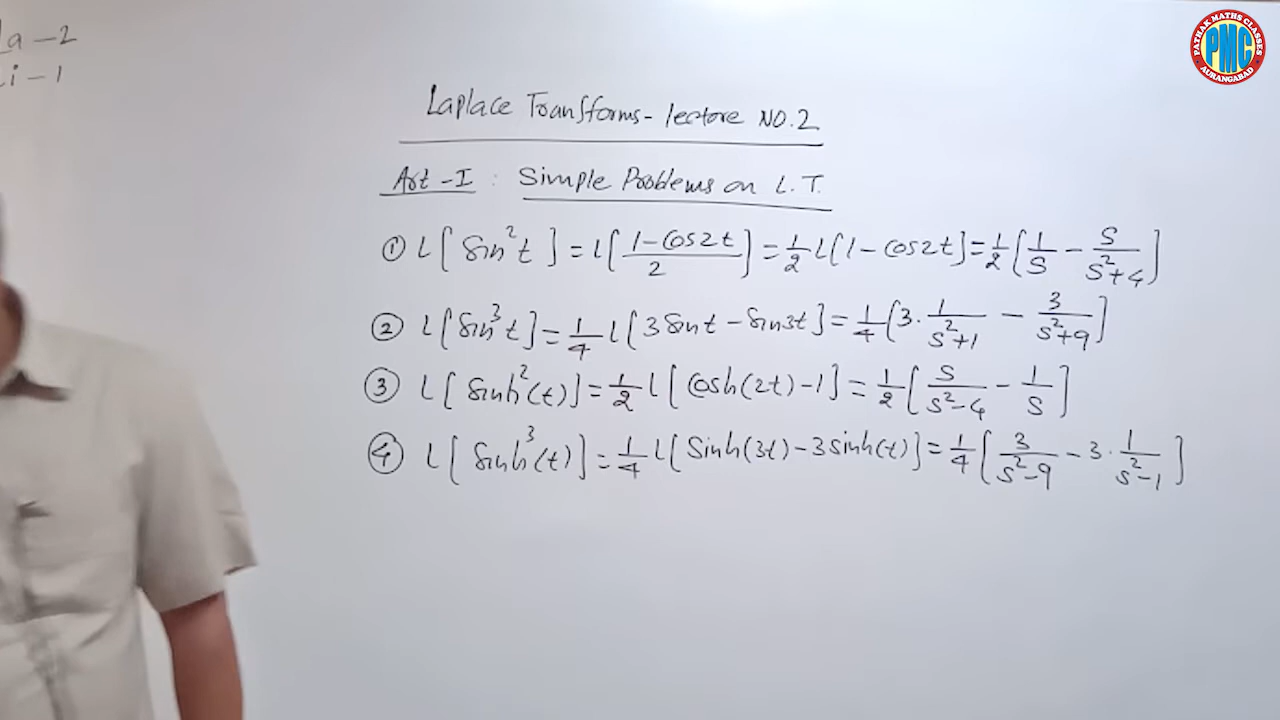 a - 2
i - 1
PATHAK MATHS CLASSES
PMC
AURANGABAD
Laplace Transforms - lecture NO. 2
Art - I : Simple Problems on L.T.
① L[sin²t] = L[(1-cos2t)/2] = 1/2 L[1-cos2t] = 1/2[1/s - s/(s²+4)]
② L[sin³t] = 1/4 L[3sint - sin3t] = 1/4[3·1/(s²+1) - 3/(s²+9)]
③ L[sinh²(t)] = 1/2 L[cosh(2t)-1] = 1/2[s/(s²-4) - 1/s]
④ L[sinh³(t)] = 1/4 L[sinh(3t)-3sinh(t)] = 1/4[3/(s²-9) - 3·1/(s²-1)]